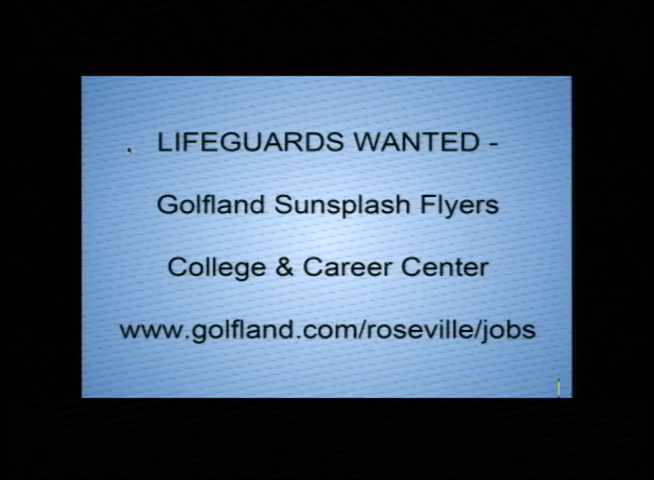 LIFEGUARDS WANTED -
Golfland Sunsplash Flyers
College & Career Center
www.golfland.com/roseville/jobs